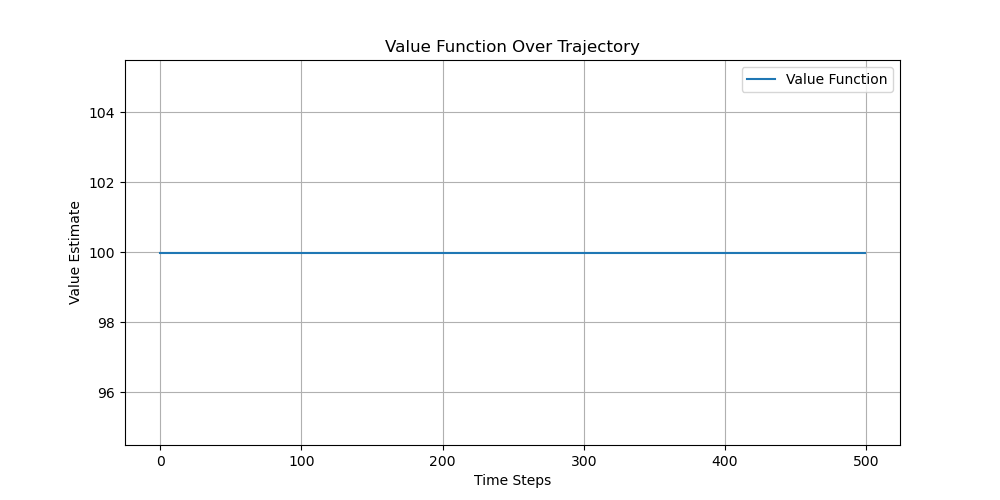 Value Function Over Trajectory
Value Function
104
102
100
98
96
Value Estimate
0 100 200 300 400 500
Time Steps